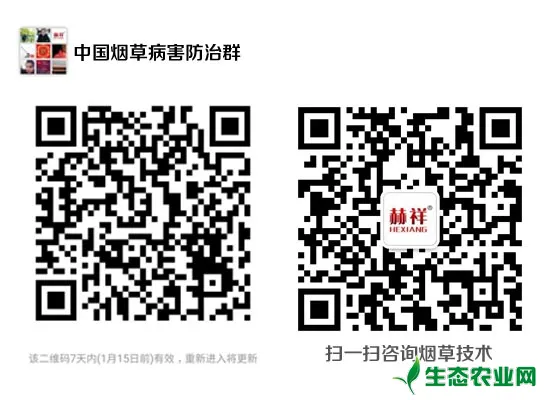 中国烟草病害防治群
赫祥®
HEXIANG
该二维码7天内(1月15日前)有效，重新进入将更新
扫一扫咨询烟草技术
生态农业网